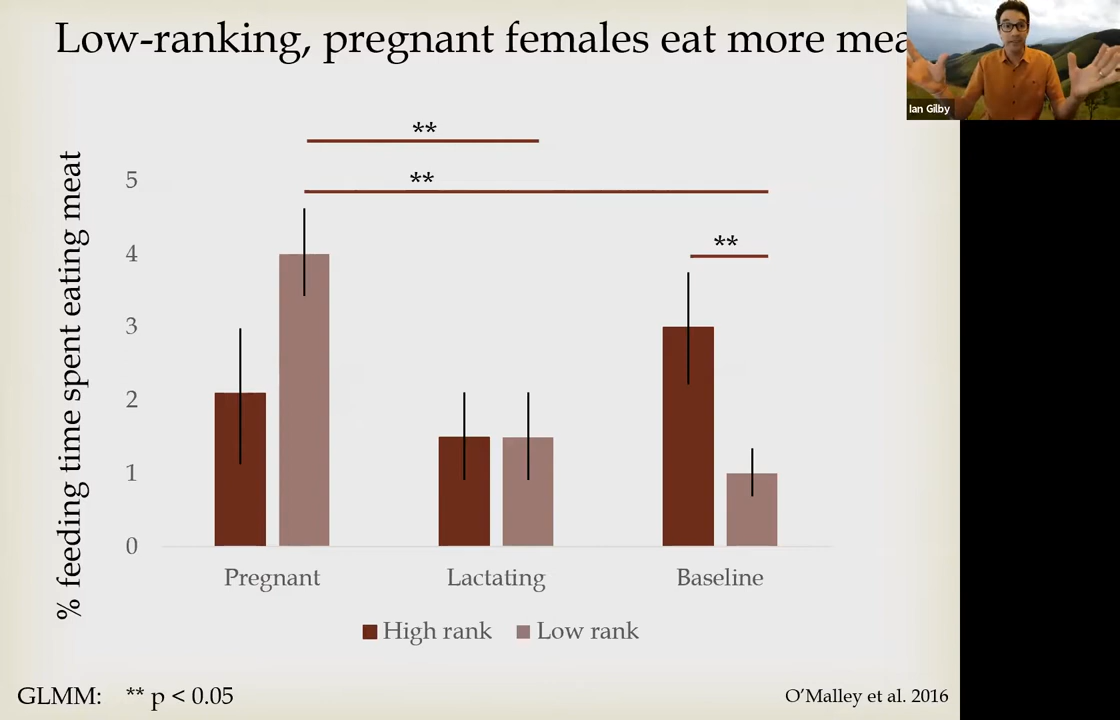 Low-ranking, pregnant females eat more mea
Ian Gilby
**
**
**
% feeding time spent eating meat
5
4
3
2
1
0
Pregnant Lactating Baseline
High rank Low rank
GLMM: ** p < 0.05
O'Malley et al. 2016